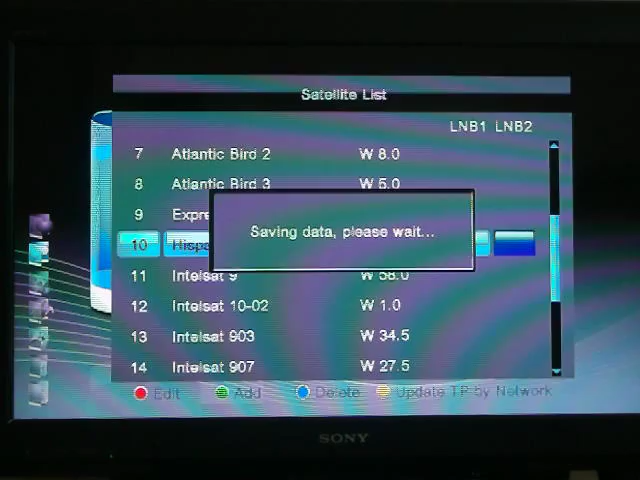 Satellite List
LNB1 LNB2
7 Atlantic Bird 2 W 8.0
8 Atlantic Bird 3 W 5.0
9 Expre
Saving data, please wait...
10 Hispa
11 Intelsat 9 W 58.0
12 Intelsat 10-02 W 1.0
13 Intelsat 903 W 34.5
14 Intelsat 907 W 27.5
Edit Add Delete Update TP by Network
SONY